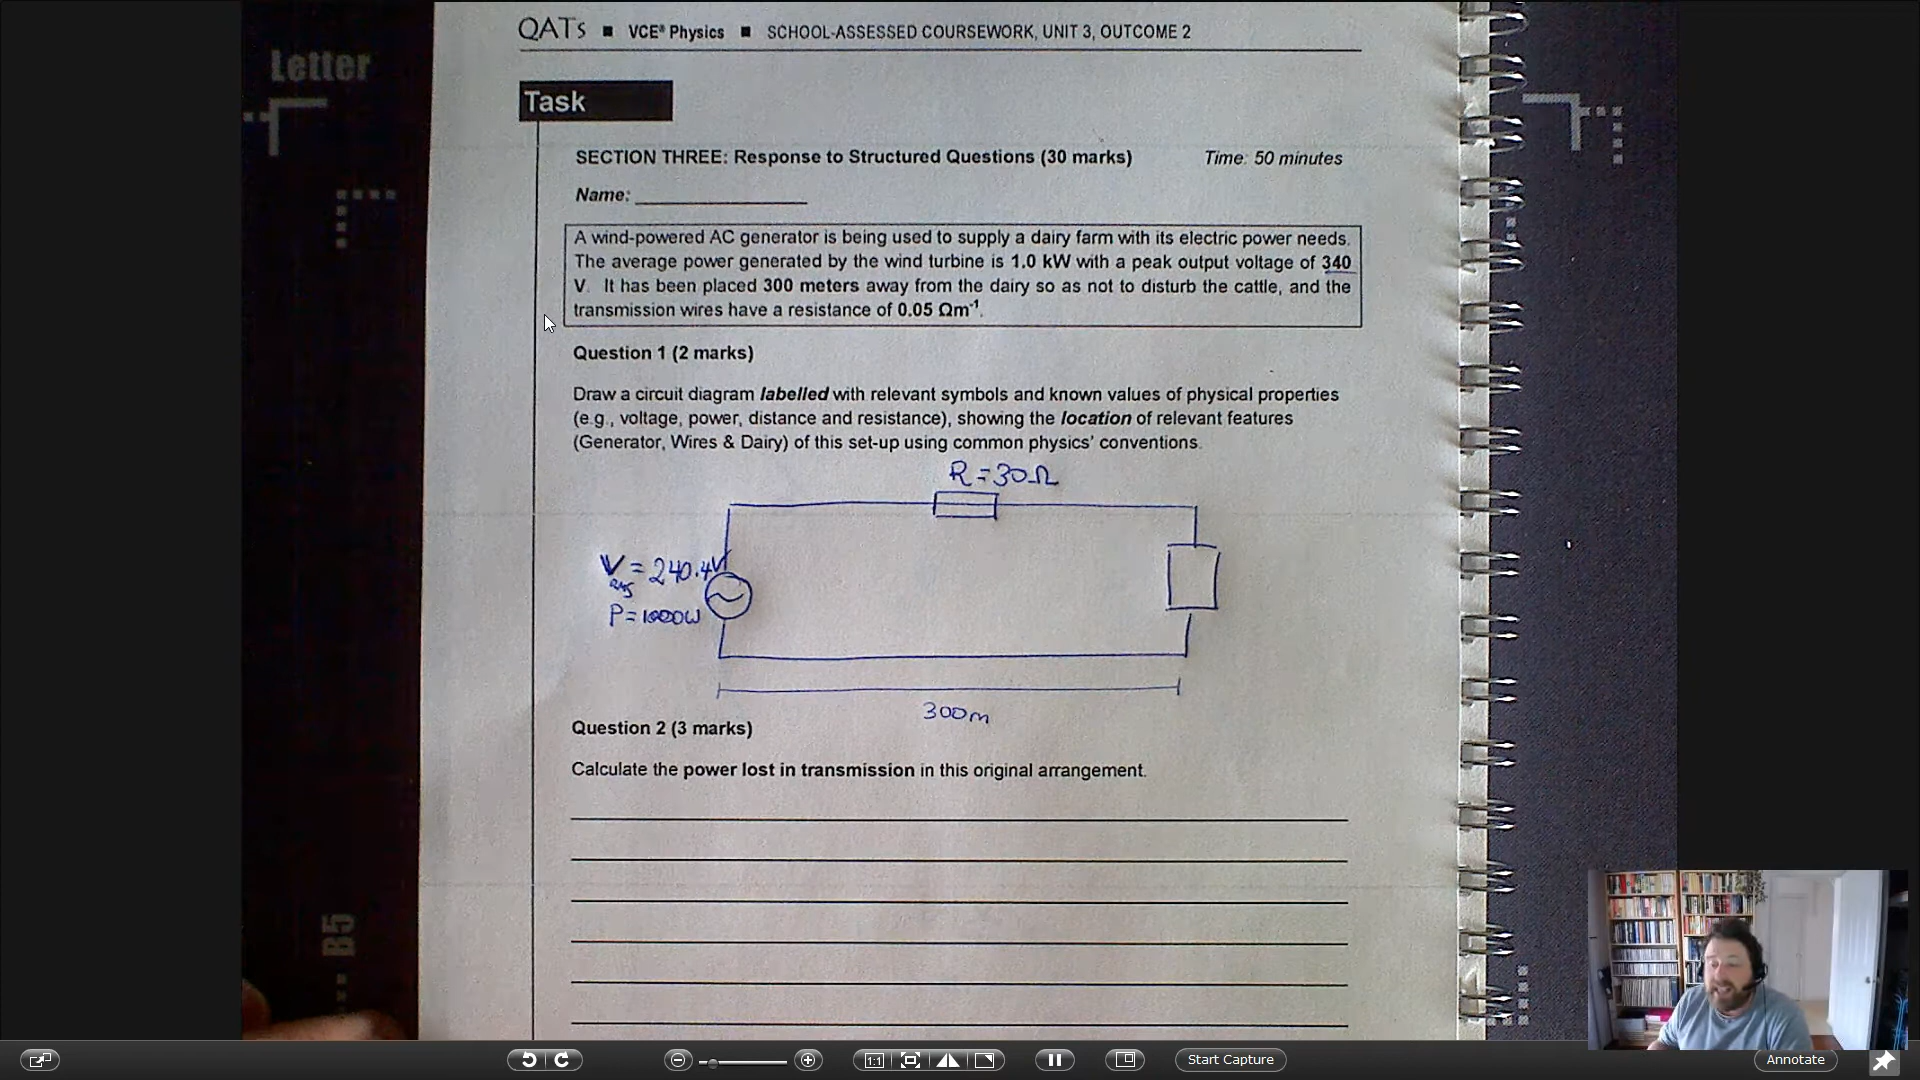 Letter
QATs ■ VCE® Physics ■ SCHOOL-ASSESSED COURSEWORK, UNIT 3, OUTCOME 2
Task
SECTION THREE: Response to Structured Questions (30 marks) Time: 50 minutes
Name:
A wind-powered AC generator is being used to supply a dairy farm with its electric power needs.
The average power generated by the wind turbine is 1.0 kW with a peak output voltage of 340
V. It has been placed 300 meters away from the dairy so as not to disturb the cattle, and the
transmission wires have a resistance of 0.05 Ωm⁻¹.
Question 1 (2 marks)
Draw a circuit diagram labelled with relevant symbols and known values of physical properties
(e.g., voltage, power, distance and resistance), showing the location of relevant features
(Generator, Wires & Dairy) of this set-up using common physics' conventions.
R=30Ω
V = 240.4V
P=1000W
300m
Question 2 (3 marks)
Calculate the power lost in transmission in this original arrangement.
B5
1:1
Start Capture
Annotate